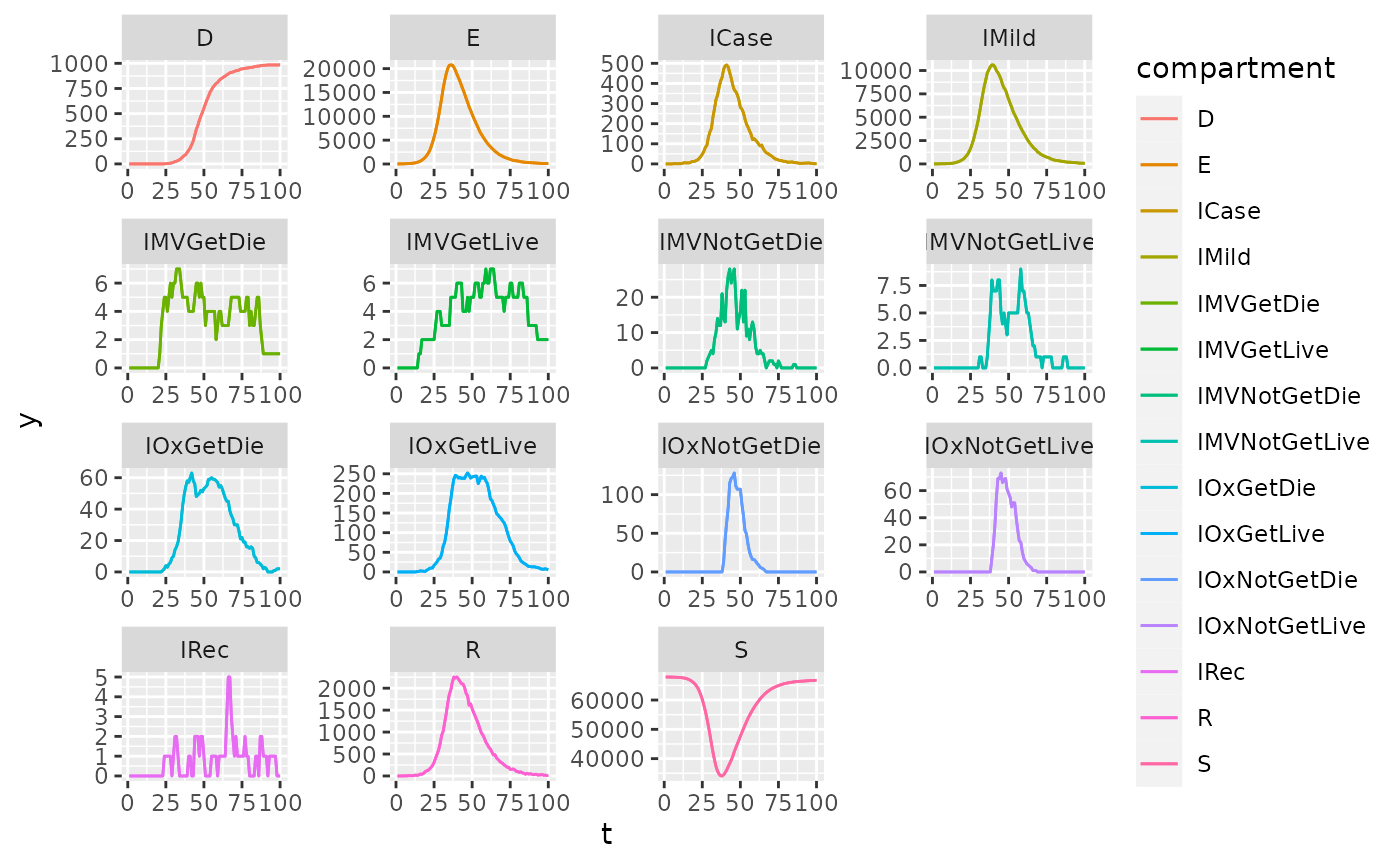 D E ICase IMild
1000
750
500
250
0
20000
15000
10000
5000
0
500
400
300
200
100
0
10000
7500
5000
2500
0
0 25 50 75 100 0 25 50 75 100 0 25 50 75 100 0 25 50 75 100
IMVGetDie IMVGetLive IMVNotGetDie IMVNotGetLive
6
4
2
0
6
4
2
0
20
10
0
7.5
5.0
2.5
0.0
0 25 50 75 100 0 25 50 75 100 0 25 50 75 100 0 25 50 75 100
IOxGetDie IOxGetLive IOxNotGetDie IOxNotGetLive
60
40
20
0
250
200
150
100
50
0
100
50
0
60
40
20
0
0 25 50 75 100 0 25 50 75 100 0 25 50 75 100 0 25 50 75 100
IRec R S
5
4
3
2
1
0
2000
1500
1000
500
0
60000
50000
40000
0 25 50 75 100 0 25 50 75 100 0 25 50 75 100
y
t
compartment
D
E
ICase
IMild
IMVGetDie
IMVGetLive
IMVNotGetDie
IMVNotGetLive
IOxGetDie
IOxGetLive
IOxNotGetDie
IOxNotGetLive
IRec
R
S